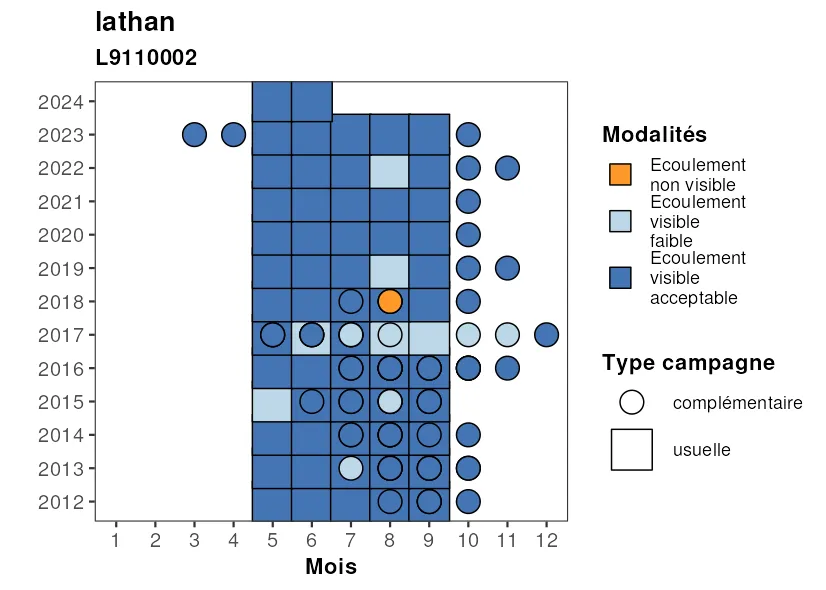 lathan
L9110002
2024
2023
2022
2021
2020
2019
2018
2017
2016
2015
2014
2013
2012
1 2 3 4 5 6 7 8 9 10 11 12
Mois
Modalités
Ecoulement
non visible
Ecoulement
visible
faible
Ecoulement
visible
acceptable
Type campagne
complémentaire
usuelle